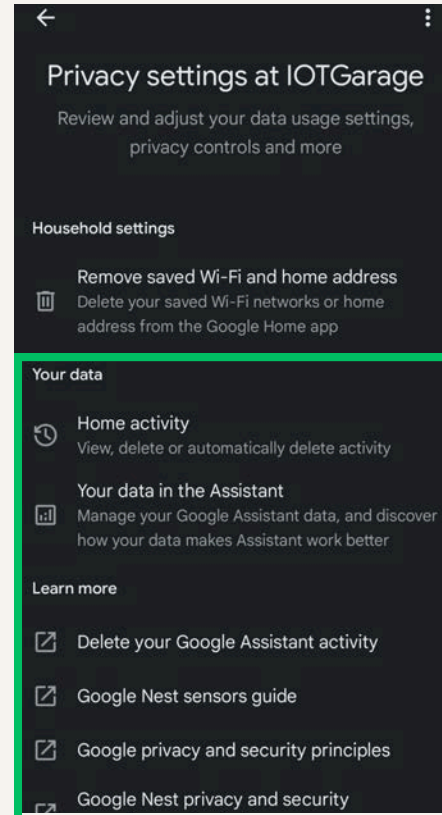 Privacy settings at IOTGarage
Review and adjust your data usage settings,
privacy controls and more
Household settings
Remove saved Wi-Fi and home address
Delete your saved Wi-Fi networks or home
address from the Google Home app
Your data
Home activity
View, delete or automatically delete activity
Your data in the Assistant
Manage your Google Assistant data, and discover
how your data makes Assistant work better
Learn more
Delete your Google Assistant activity
Google Nest sensors guide
Google privacy and security principles
Google Nest privacy and security